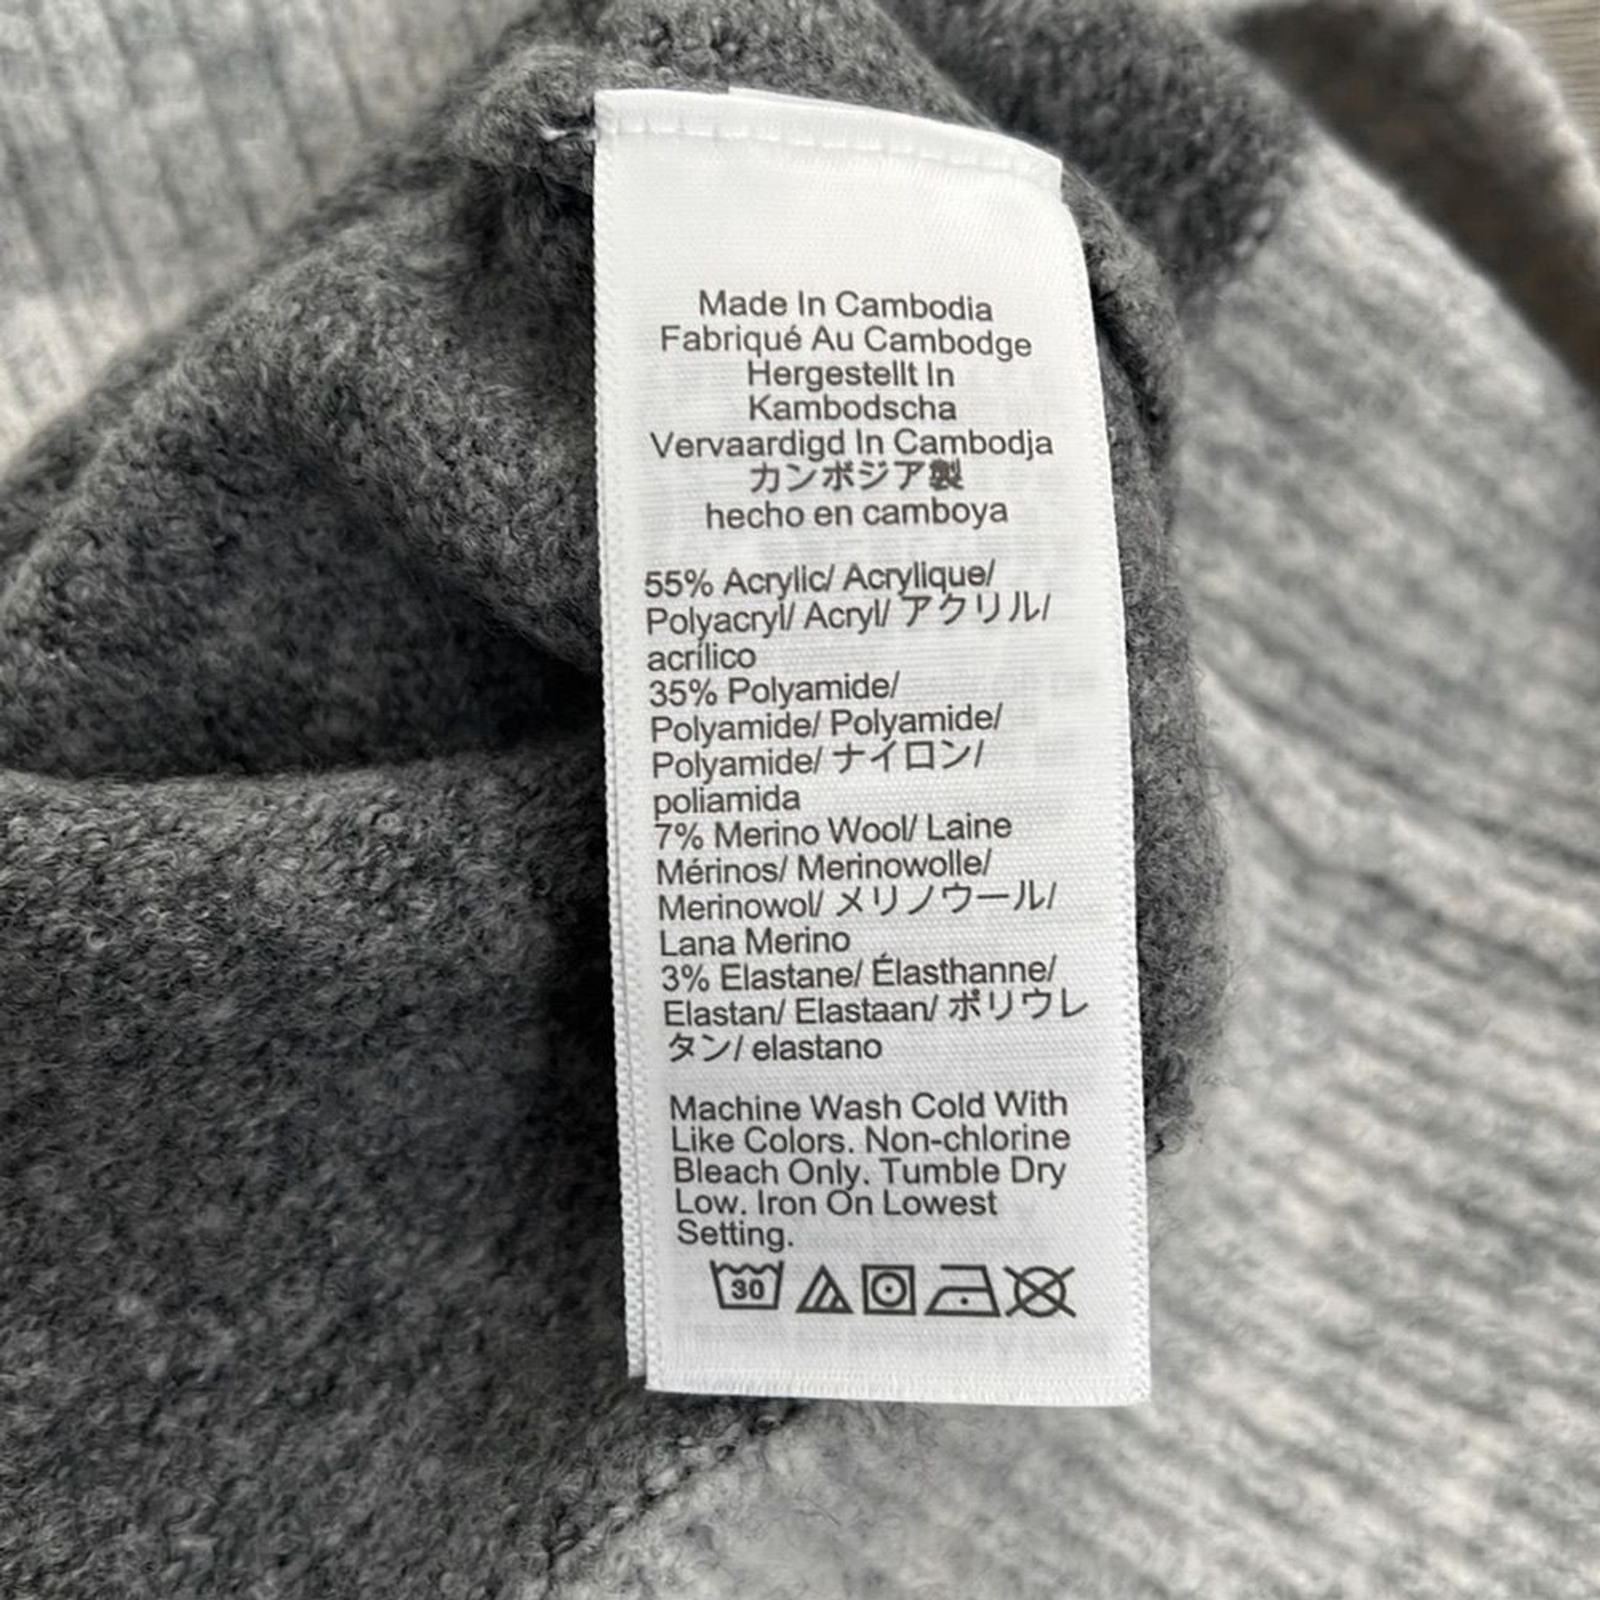 Made In Cambodia
Fabriqué Au Cambodge
Hergestellt In
Kambodscha
Vervaardigd In Cambodja
カンボジア製
hecho en camboya
55% Acrylic/ Acrylique/
Polyacryl/ Acryl/ アクリル/
acrílico
35% Polyamide/
Polyamide/ Polyamide/
Polyamide/ ナイロン/
poliamida
7% Merino Wool/ Laine
Mérinos/ Merinowolle/
Merinowol/ メリノウール/
Lana Merino
3% Elastane/ Élasthanne/
Elastan/ Elastaan/ ポリウレ
タン/ elastano
Machine Wash Cold With
Like Colors. Non-chlorine
Bleach Only. Tumble Dry
Low. Iron On Lowest
Setting.
30